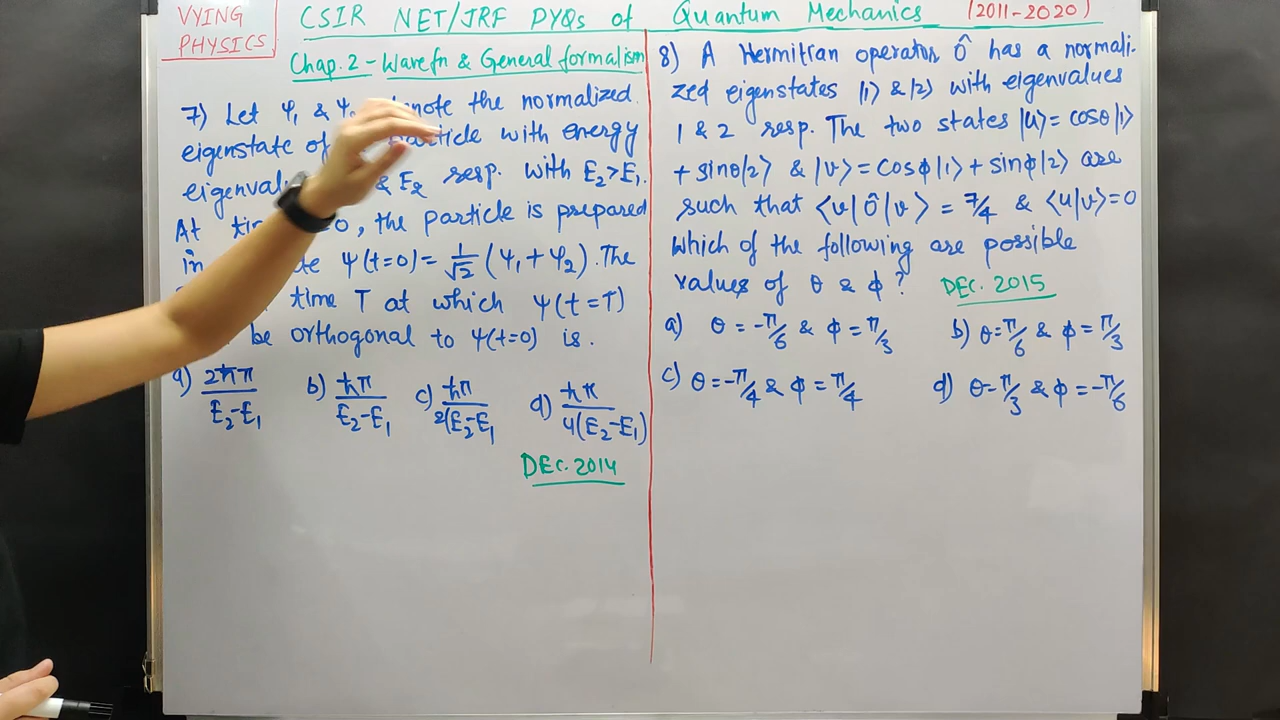 VYING
PHYSICS
CSIR NET/JRF PYQs of Quantum Mechanics (2011-2020)
Chap. 2 - Wavefn & General formalism
7) Let Ψ₁ & Ψ the normalized
eigenstate of with energy
& E₂ resp. with E₂>E₁.
At =0, the particle is prepared
in Ψ(t=0) = 1/√2 (Ψ₁+Ψ₂). The
time T at which Ψ(t=T)
be orthogonal to Ψ(t=0) is.
a) 2ħπ/E₂-E₁ b) ħπ/E₂-E₁ c) ħπ/2(E₂-E₁ d) ħπ/4(E₂-E₁)
DEC. 2014
8) A Hermitian operator Ô has a normali-
zed eigenstates |1⟩ & |2⟩ with eigenvalues
1 & 2 resp. The two states |u⟩ = cosθ|1⟩
+ sinθ|2⟩ & |v⟩ = cosϕ|1⟩ + sinϕ|2⟩ are
such that ⟨v|Ô|v⟩ = 7/4 & ⟨u|v⟩=0
Which of the following are possible
values of θ & ϕ? DEC. 2015
a) θ = -π/6 & ϕ = π/3 b) θ=π/6 & ϕ = π/3
c) θ = -π/4 & ϕ = π/4 d) θ=π/3 & ϕ = -π/6